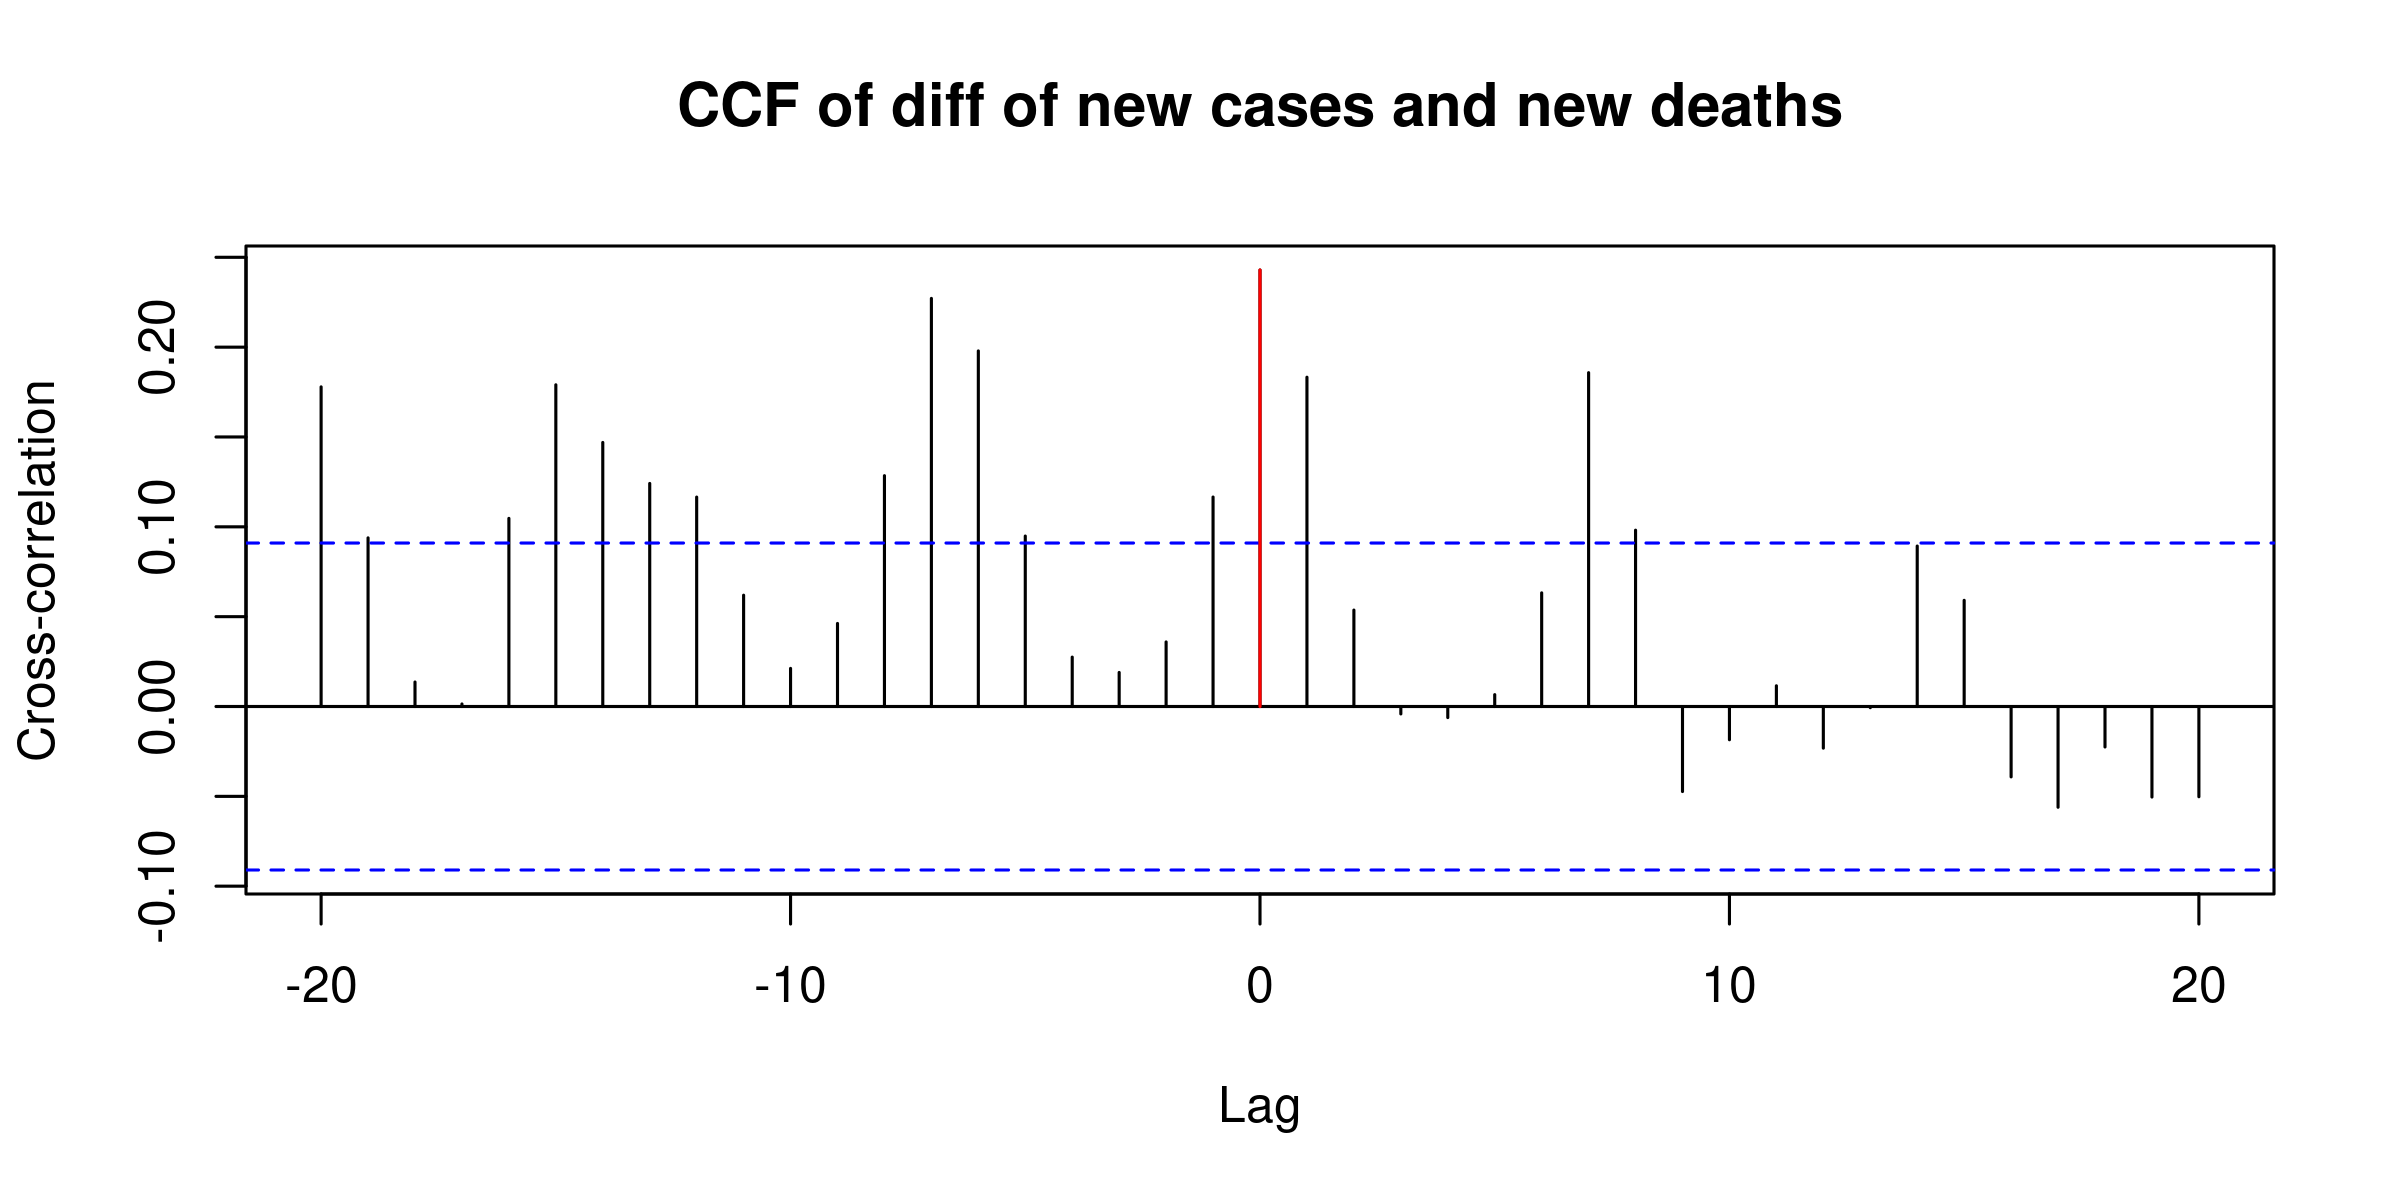 CCF of diff of new cases and new deaths
Cross-correlation
0.20
0.10
0.00
-0.10
-20 -10 0 10 20
Lag